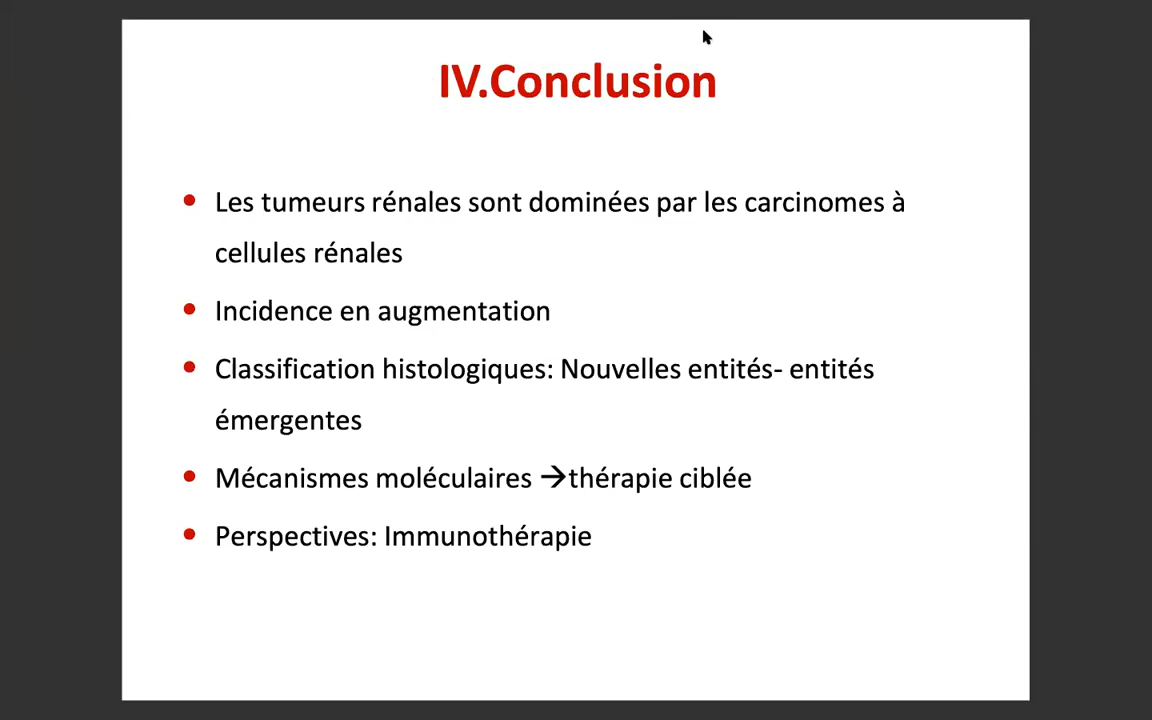 IV.Conclusion
• Les tumeurs rénales sont dominées par les carcinomes à
cellules rénales
• Incidence en augmentation
• Classification histologiques: Nouvelles entités- entités
émergentes
• Mécanismes moléculaires →thérapie ciblée
• Perspectives: Immunothérapie